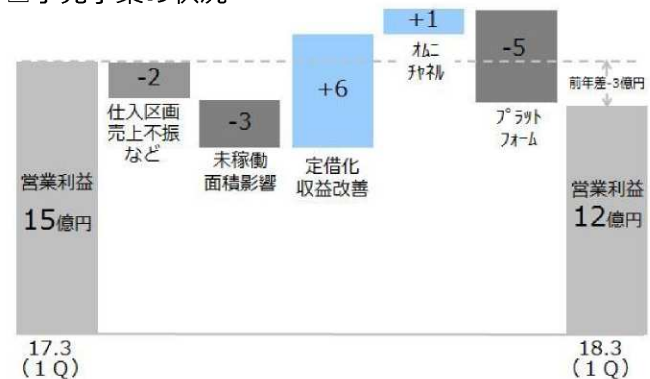 -2
仕入区画
売上不振
など
-3
未稼働
面積影響
+6
定借化
収益改善
+1
ｵﾑﾆ
ﾁｬﾈﾙ
-5
ﾌﾟﾗｯﾄ
ﾌｫｰﾑ
前年差-3億円
営業利益
15億円
営業利益
12億円
17.3
（1Q）
18.3
（1Q）